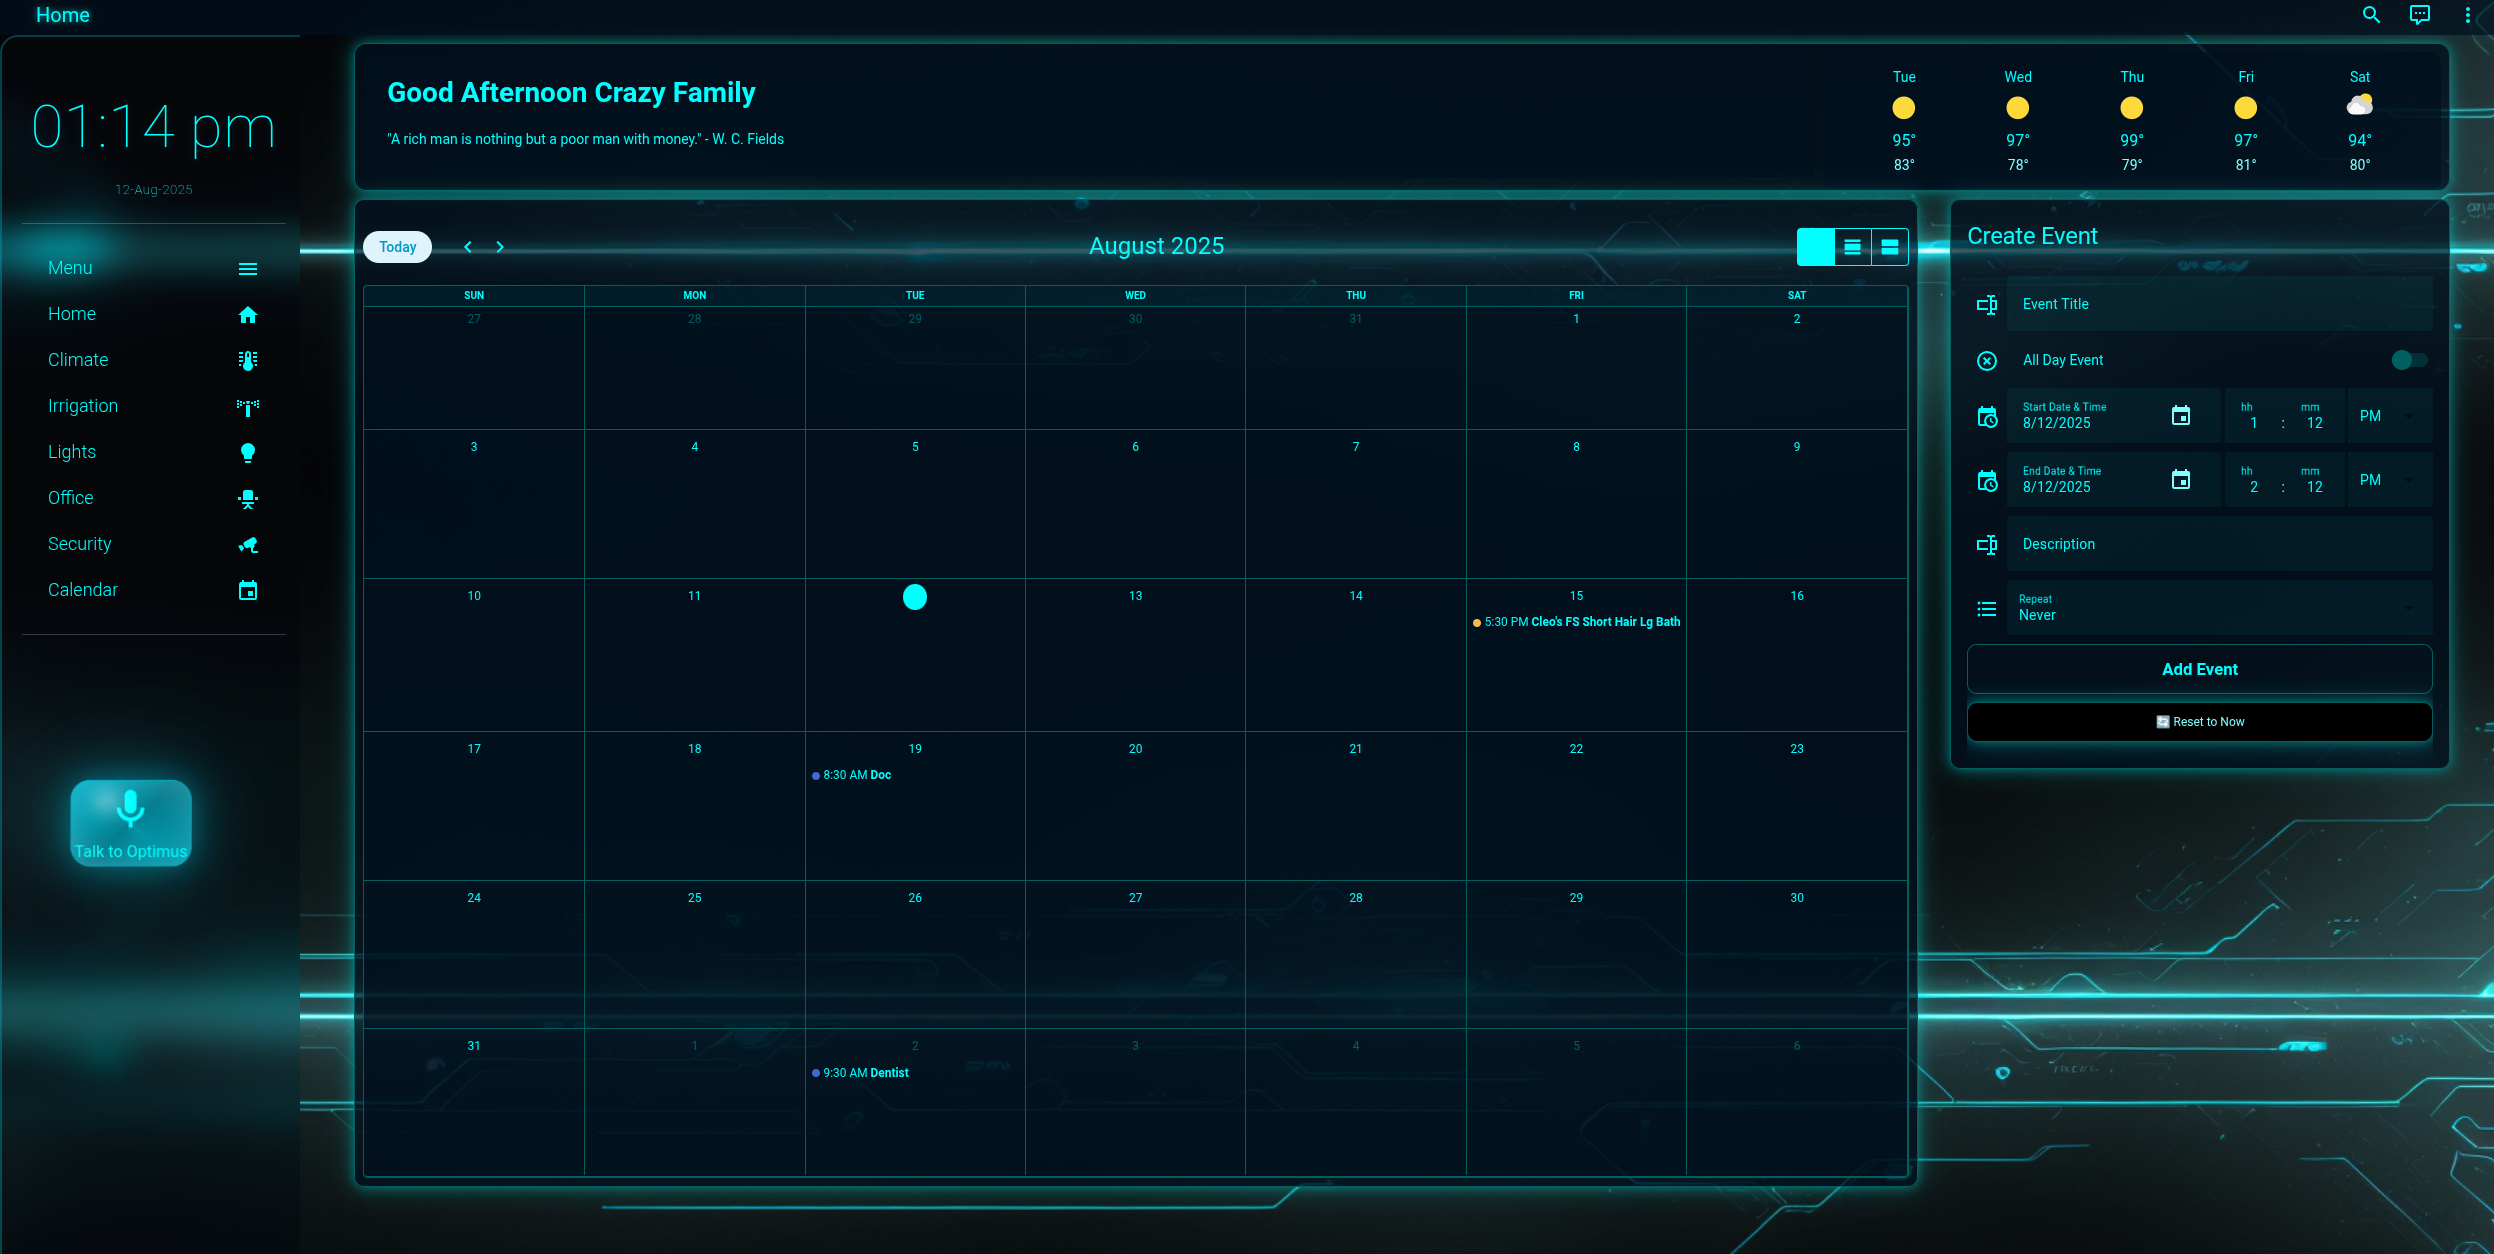 Home
01:14 pm
12-Aug-2025
Menu
Home
Climate
Irrigation
Lights
Office
Security
Calendar
Talk to Optimus
Good Afternoon Crazy Family
"A rich man is nothing but a poor man with money." - W. C. Fields
Tue Wed Thu Fri Sat
95° 97° 99° 97° 94°
83° 78° 79° 81° 80°
Today August 2025
SUN MON TUE WED THU FRI SAT
27 28 29 30 31 1 2
3 4 5 6 7 8 9
10 11 13 14 15 16
5:30 PM Cleo's FS Short Hair Lg Bath
17 18 19 20 21 22 23
8:30 AM Doc
24 25 26 27 28 29 30
31 1 2 3 4 5 6
9:30 AM Dentist
Create Event
Event Title
All Day Event
Start Date & Time hh mm
8/12/2025 1 : 12 PM
End Date & Time hh mm
8/12/2025 2 : 12 PM
Description
Repeat
Never
Add Event
Reset to Now